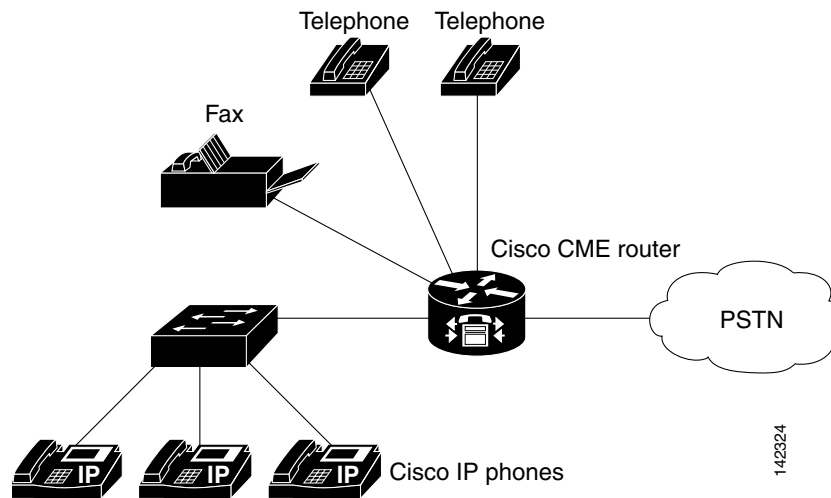 Telephone Telephone
Fax
Cisco CME router
PSTN
IP IP IP Cisco IP phones
142324